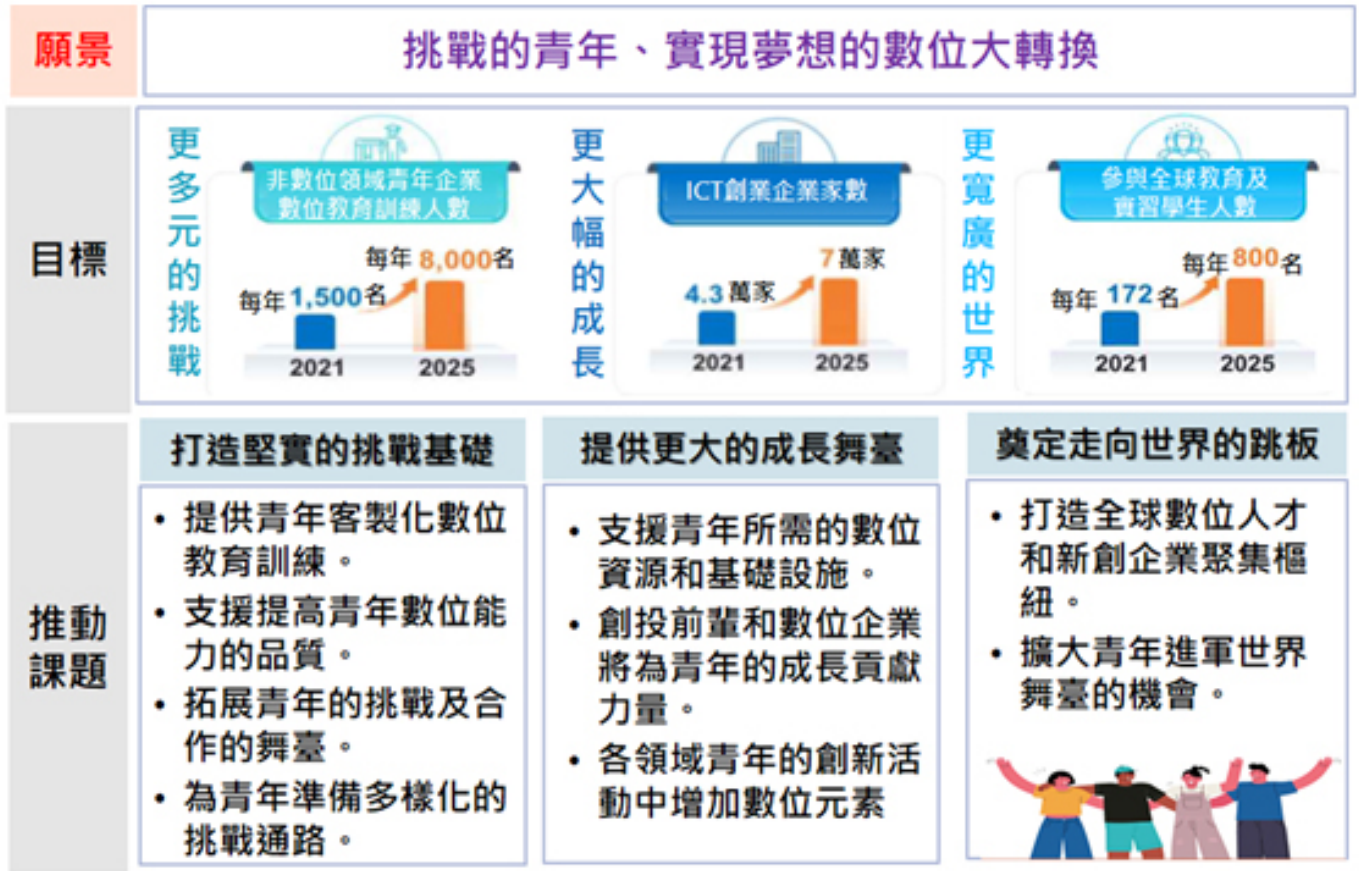 願景
挑戰的青年、實現夢想的數位大轉換
目標
更多元的挑戰
非數位領域青年企業
數位教育訓練人數
每年 1,500 名
每年 8,000 名
2021
2025
更大幅的成長
ICT創業企業家數
4.3 萬家
7 萬家
2021
2025
更寬廣的世界
參與全球教育及
實習學生人數
每年 172 名
每年 800 名
2021
2025
推動
課題
打造堅實的挑戰基礎
• 提供青年客製化數位
教育訓練。
• 支援提高青年數位能
力的品質。
• 拓展青年的挑戰及合
作的舞臺。
• 為青年準備多樣化的
挑戰通路。
提供更大的成長舞臺
• 支援青年所需的數位
資源和基礎設施。
• 創投前輩和數位企業
將為青年的成長貢獻
力量。
• 各領域青年的創新活
動中增加數位元素
奠定走向世界的跳板
• 打造全球數位人才
和新創企業聚集樞
紐。
• 擴大青年進軍世界
舞臺的機會。